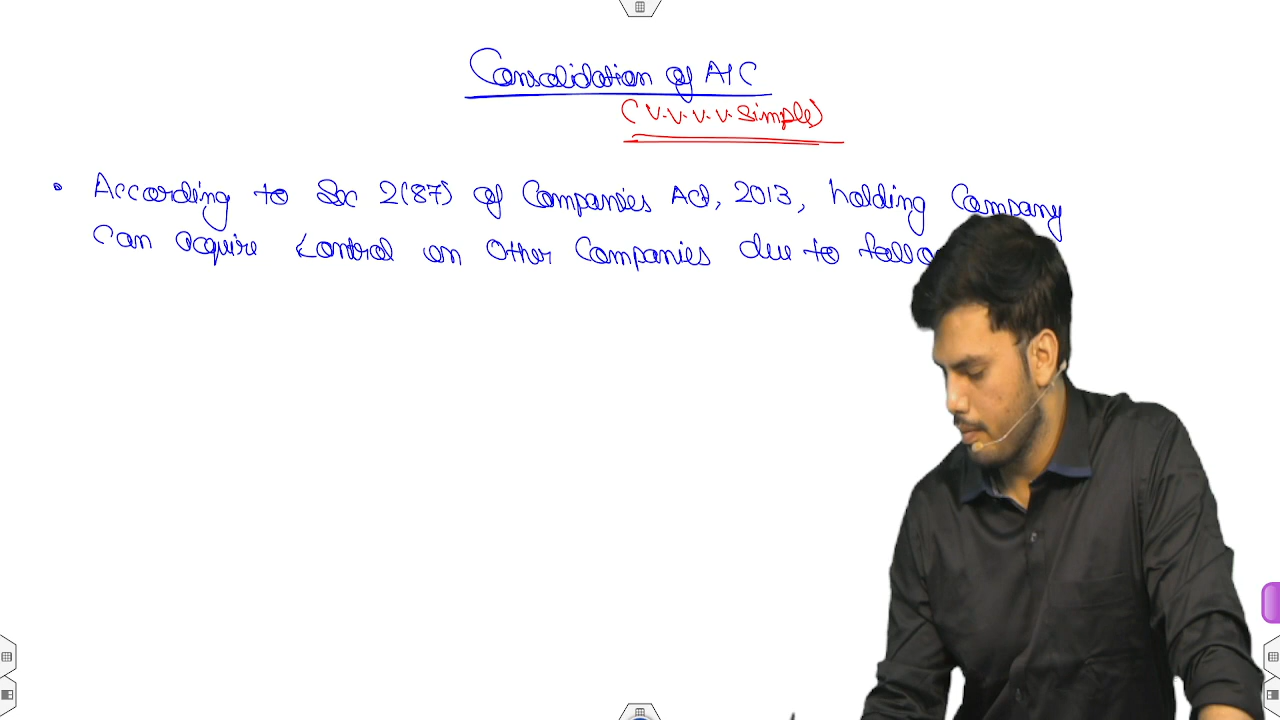 Consolidation of A/C
(V.V.V.V. Simple)
• According to Sec 2(87) of Companies Act, 2013, holding Company
Can acquire Control on Other Companies due to